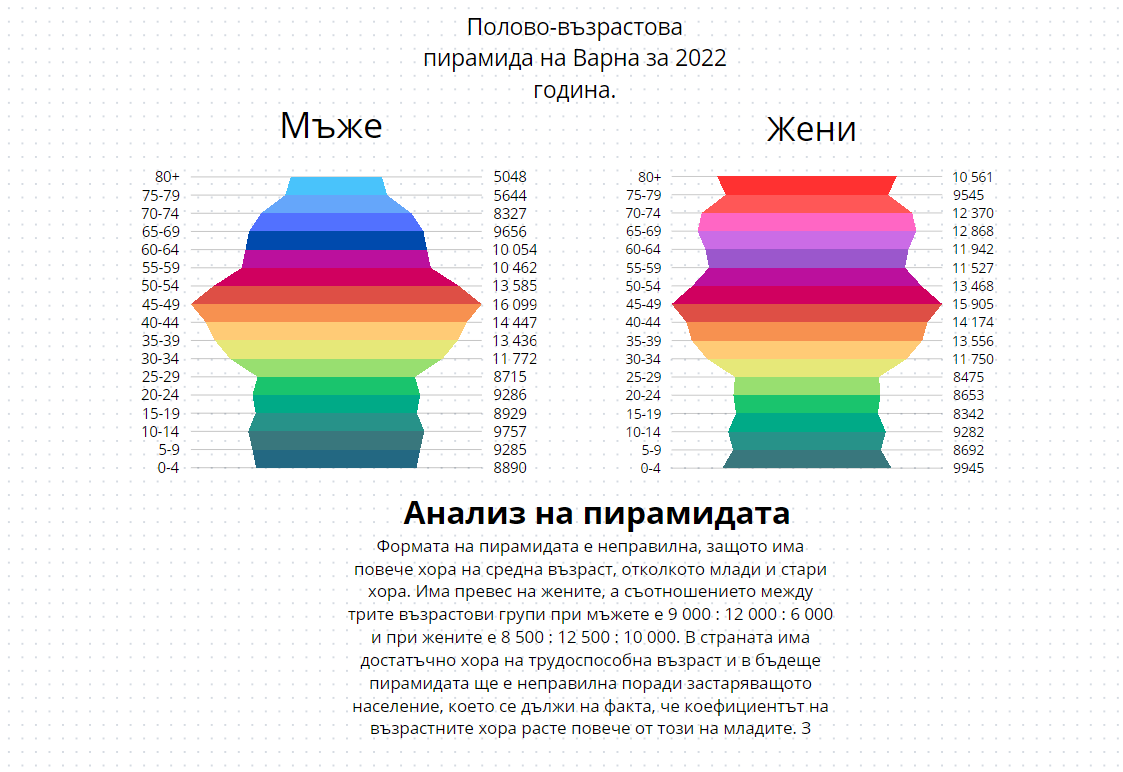 Полово-възрастова
пирамида на Варна за 2022
година.
Мъже
80+ 5048
75-79 5644
70-74 8327
65-69 9656
60-64 10 054
55-59 10 462
50-54 13 585
45-49 16 099
40-44 14 447
35-39 13 436
30-34 11 772
25-29 8715
20-24 9286
15-19 8929
10-14 9757
5-9 9285
0-4 8890
Жени
80+ 10 561
75-79 9545
70-74 12 370
65-69 12 868
60-64 11 942
55-59 11 527
50-54 13 468
45-49 15 905
40-44 14 174
35-39 13 556
30-34 11 750
25-29 8475
20-24 8653
15-19 8342
10-14 9282
5-9 8692
0-4 9945
Анализ на пирамидата
Формата на пирамидата е неправилна, защото има
повече хора на средна възраст, отколкото млади и стари
хора. Има превес на жените, а съотношението между
трите възрастови групи при мъжете е 9 000 : 12 000 : 6 000
и при жените е 8 500 : 12 500 : 10 000. В страната има
достатъчно хора на трудоспособна възраст и в бъдеще
пирамидата ще е неправилна поради застаряващото
население, което се дължи на факта, че коефициентът на
възрастните хора расте повече от този на младите. 3